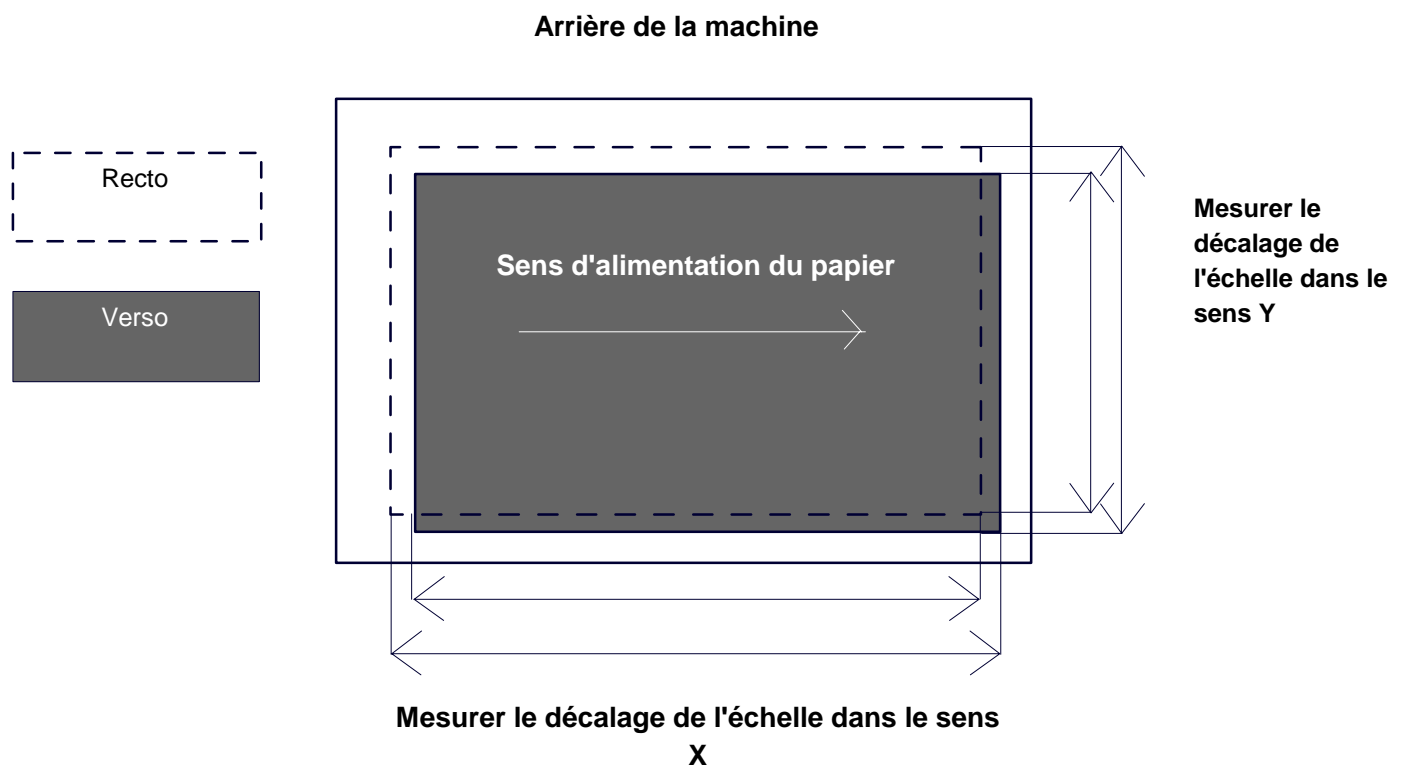 Arrière de la machine
Recto
Verso
Sens d'alimentation du papier
Mesurer le
décalage de
l'échelle dans le
sens Y
Mesurer le décalage de l'échelle dans le sens
X